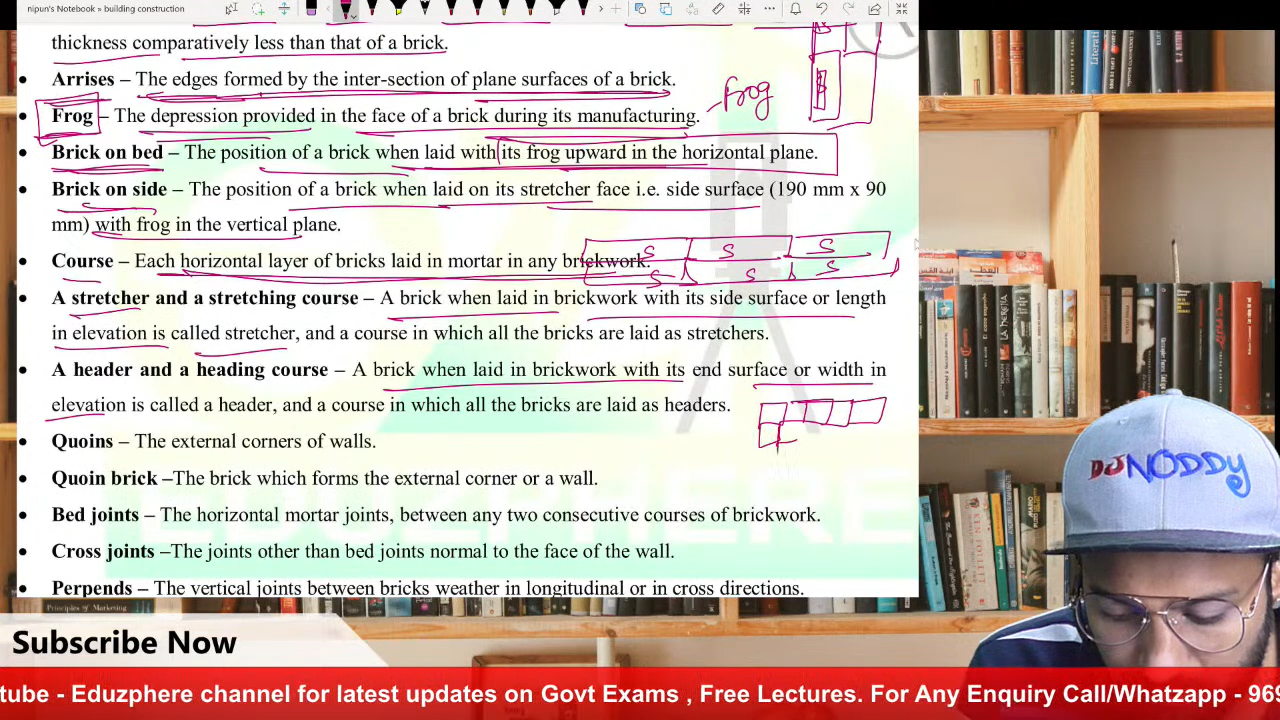 nipun's Notebook » building construction
thickness comparatively less than that of a brick.
• Arrises – The edges formed by the inter-section of plane surfaces of a brick.
Frog
• Frog – The depression provided in the face of a brick during its manufacturing.
• Brick on bed – The position of a brick when laid with its frog upward in the horizontal plane.
• Brick on side – The position of a brick when laid on its stretcher face i.e. side surface (190 mm x 90
mm) with frog in the vertical plane.
S S S
• Course – Each horizontal layer of bricks laid in mortar in any brickwork.
S S S
• A stretcher and a stretching course – A brick when laid in brickwork with its side surface or length
in elevation is called stretcher, and a course in which all the bricks are laid as stretchers.
• A header and a heading course – A brick when laid in brickwork with its end surface or width in
elevation is called a header, and a course in which all the bricks are laid as headers.
• Quoins – The external corners of walls.
• Quoin brick –The brick which forms the external corner or a wall.
• Bed joints – The horizontal mortar joints, between any two consecutive courses of brickwork.
• Cross joints –The joints other than bed joints normal to the face of the wall.
• Perpends – The vertical joints between bricks weather in longitudinal or in cross directions.
DJNODDY
Principles of Marketing
Subscribe Now
tube - Eduzphere channel for latest updates on Govt Exams , Free Lectures. For Any Enquiry Call/Whatzapp - 969